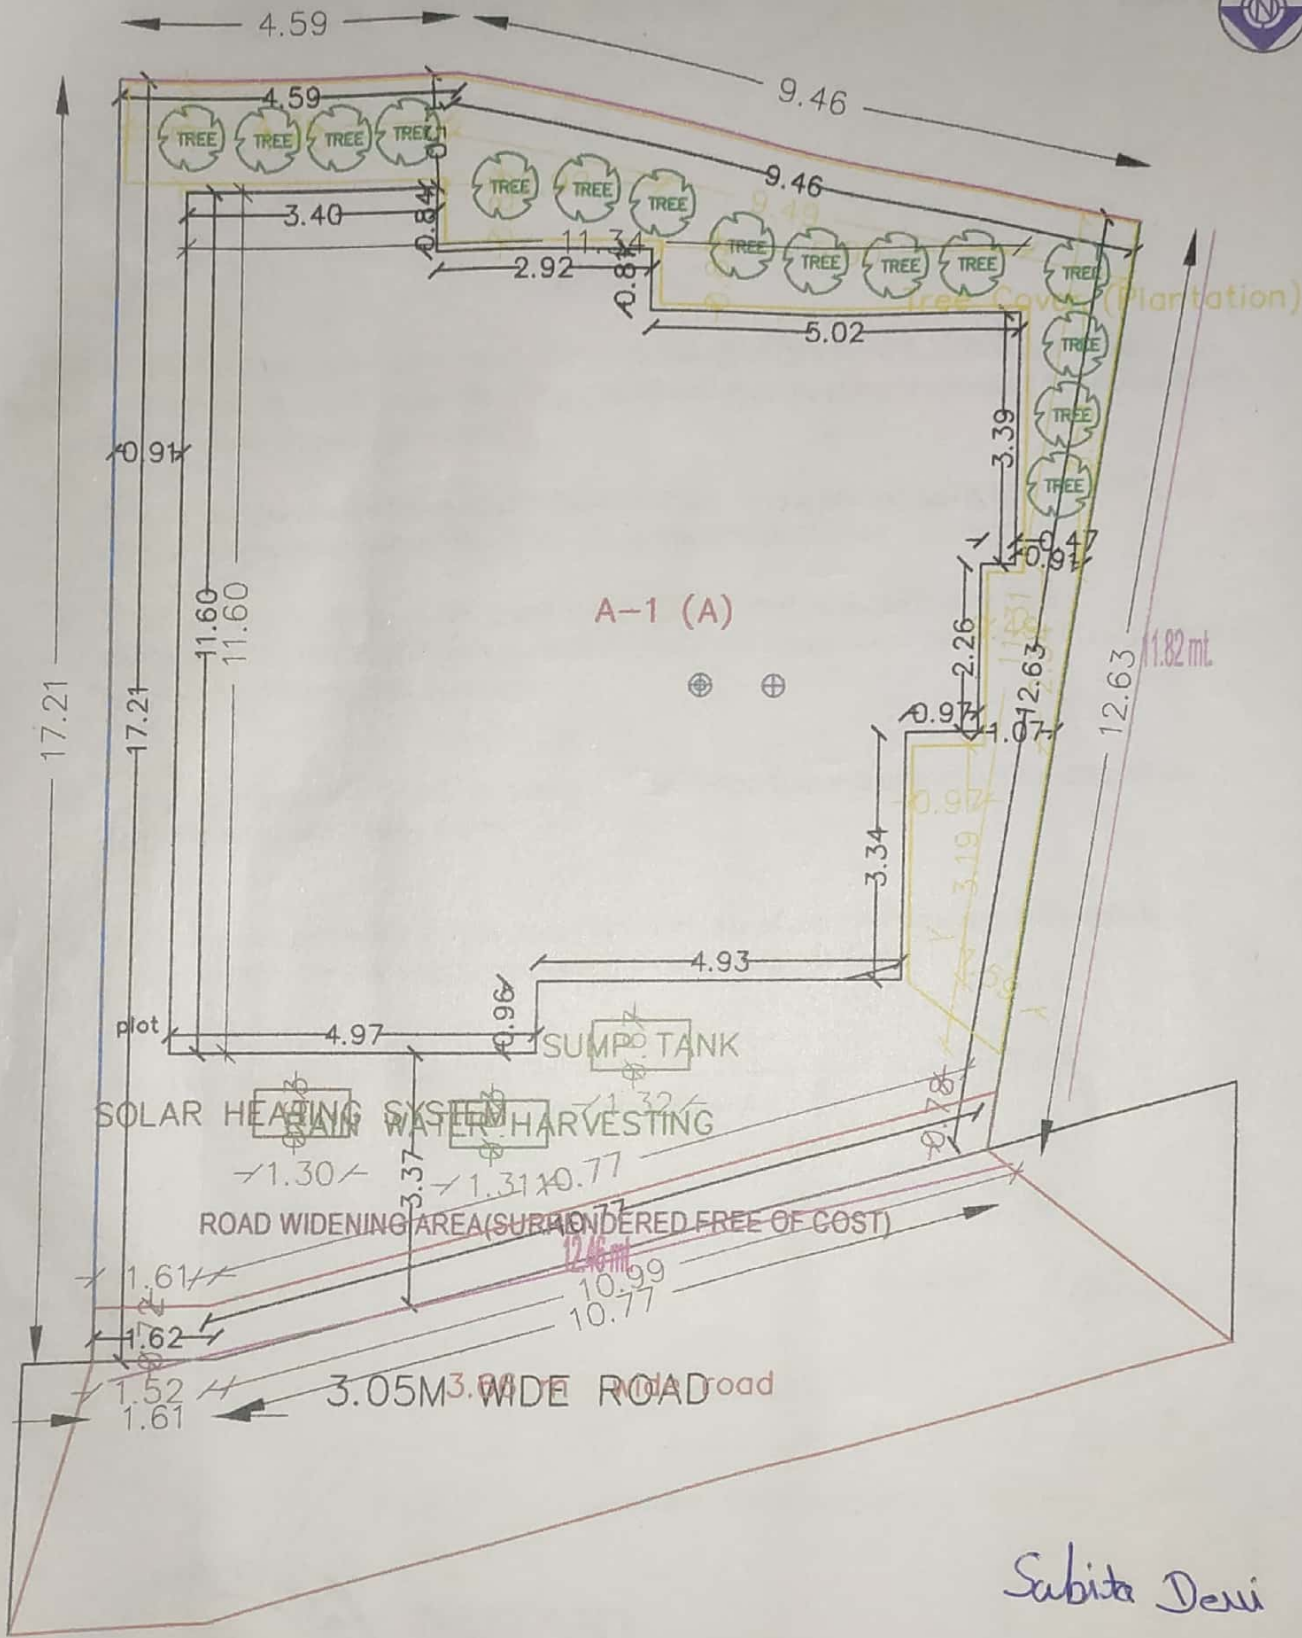 N
4.59
9.46
4.59
TREE
TREE
TREE
TREE
TREE
TREE
TREE
9.46
9.49
3.40
0.84
11.34
TREE
TREE
TREE
TREE
TREE
2.92
0.81
Tree Cover (Plantation)
5.02
TREE
TREE
3.39
0.91
TREE
0.47
0.91
A-1 (A)
11.60
11.60
2.26
12.63
12.63
11.82 mt.
17.21
17.21
0.97
1.07
0.97
3.34
3.19
4.93
0.96
plot
4.97
SUMP TANK
1.32
0.78
SOLAR HEATING SYSTEM
RAIN WATER HARVESTING
1.30
3.37
1.31
10.77
ROAD WIDENING AREA(SURRENDERED FREE OF COST)
10.77
12.46 mt.
1.61
10.99
10.77
1.62
1.52
3.05M WIDE ROAD
wide road
1.61
Sabita Devi